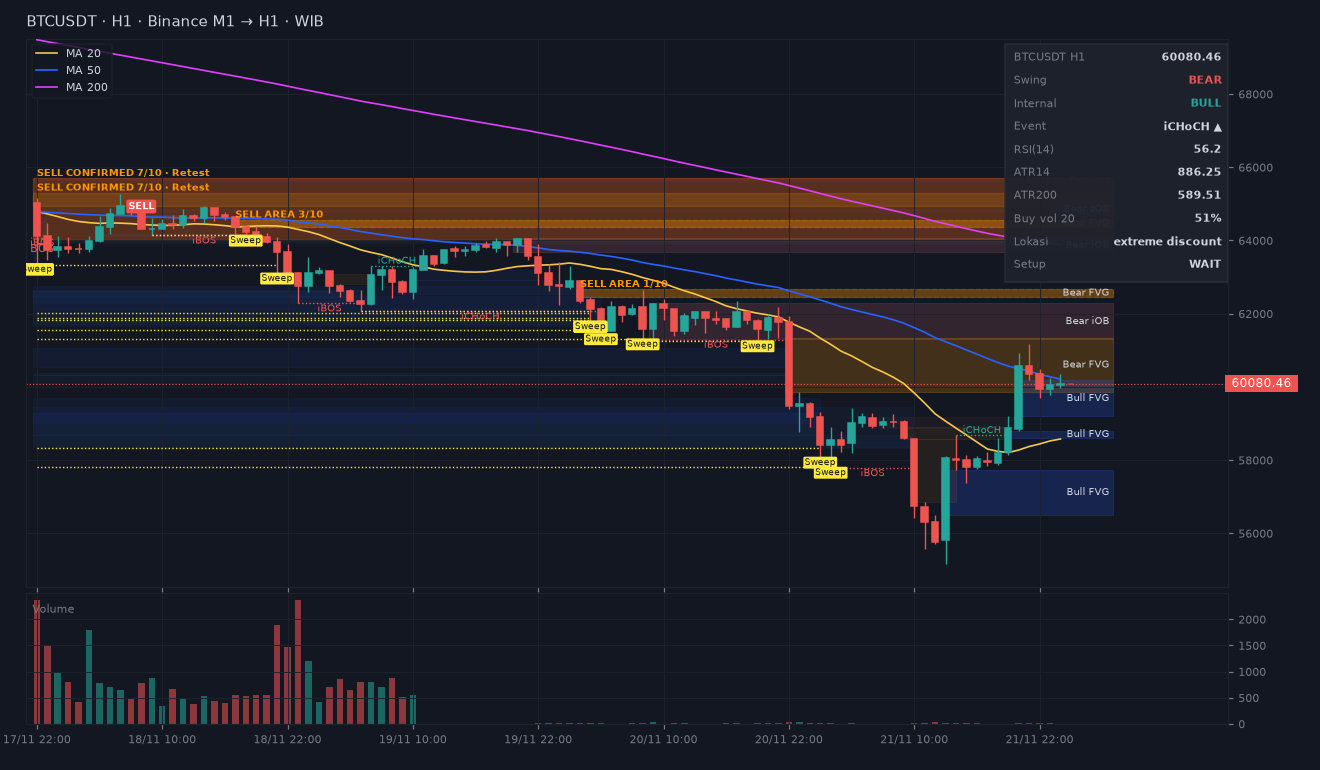 BTCUSDT · H1 · Binance M1 → H1 · WIB
MA 20
MA 50
MA 200
BTCUSDT H1 60080.46
Swing BEAR
Internal BULL
Event iCHoCH ▲
RSI(14) 56.2
ATR14 886.25
ATR200 589.51
Buy vol 20 51%
Lokasi extreme discount
Setup WAIT
68000
66000
64000
62000
60080.46
58000
56000
SELL CONFIRMED 7/10 · Retest
SELL CONFIRMED 7/10 · Retest
SELL
SELL AREA 3/10
iBOS
Sweep
Sweep
Sweep
iCHoCH
iBOS
SELL AREA 1/10
iCHoCH
Sweep
Sweep
Sweep
iBOS
Sweep
Bear FVG
Bear iOB
Bear FVG
Bull FVG
iCHoCH
Bull FVG
Sweep
Sweep
iBOS
Bull FVG
Volume
2000
1500
1000
500
0
17/11 22:00
18/11 10:00
18/11 22:00
19/11 10:00
19/11 22:00
20/11 10:00
20/11 22:00
21/11 10:00
21/11 22:00